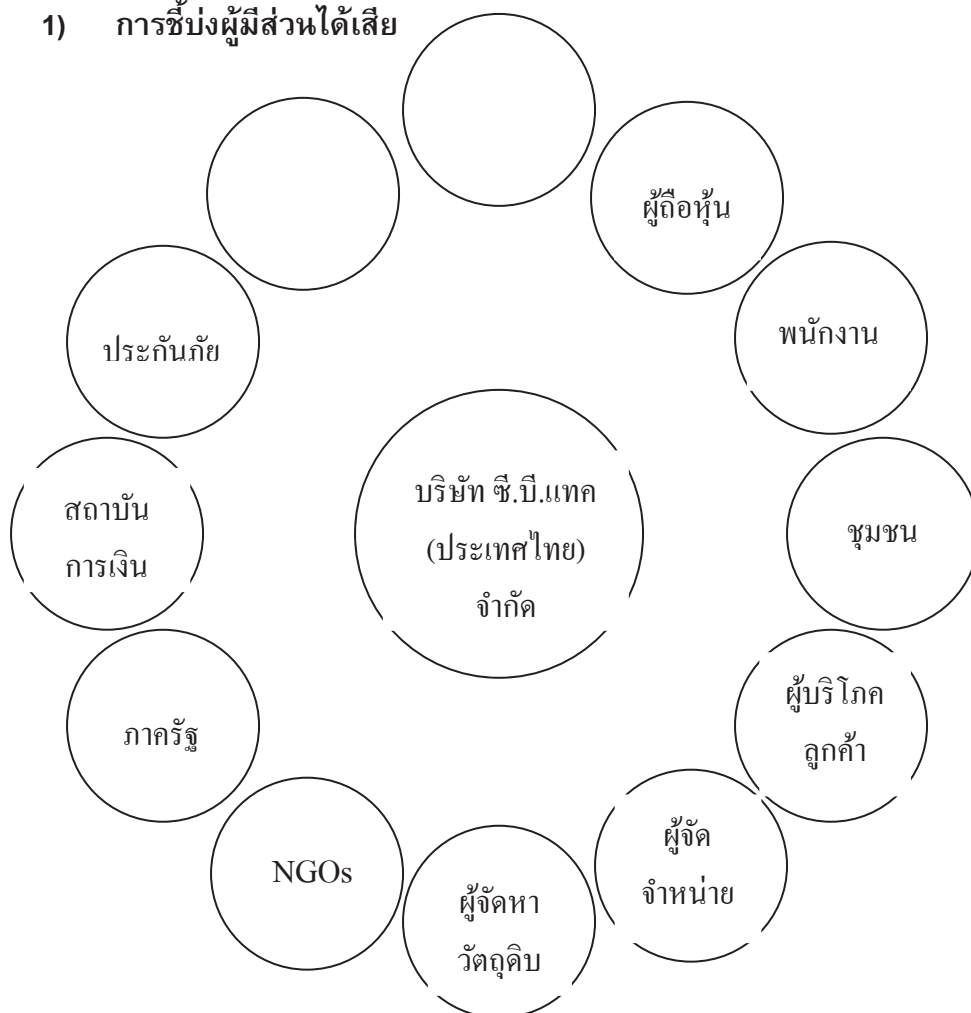 1) การชี้บ่งผู้มีส่วนได้เสีย
ผู้ถือหุ้น
พนักงาน
ชุมชน
ผู้บริโภค
ลูกค้า
ผู้จัด
จำหน่าย
ผู้จัดหา
วัตถุดิบ
NGOs
ภาครัฐ
สถาบัน
การเงิน
ประกันภัย
บริษัท ซี.บี.แทค
(ประเทศไทย)
จำกัด